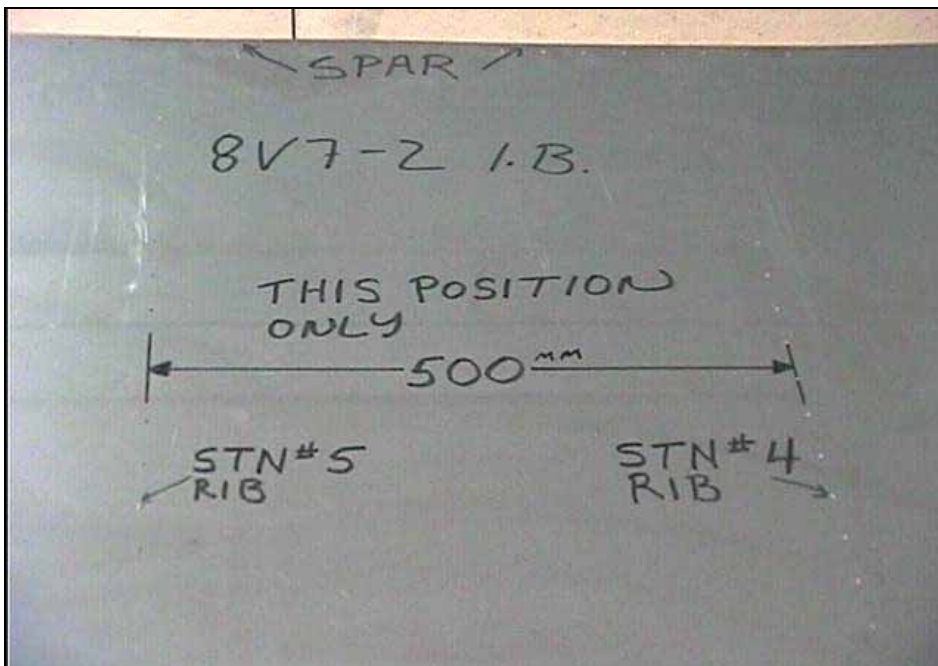 SPAR
8V7-2 I.B.
THIS POSITION
ONLY
500mm
STN#5
RIB
STN#4
RIB